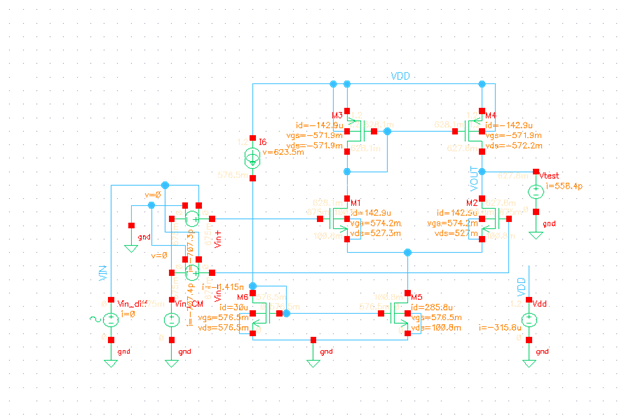 VDD
M3
id=-142.9u
vgs=-571.9m
vds=-571.9m
M4
id=-142.9u
vgs=-571.9m
vds=-572.2m
I6
v=623.5m
VOUT
Vtest
i=558.4p
gnd
M1
id=142.9u
vgs=574.2m
vds=527.3m
M2
id=142.9u
vgs=574.2m
vds=527m
v=0
gnd
v=0
Vin+
Vin-
VIN
Vin_dif
i=0
gnd
Vin_CM
gnd
M6
id=30u
vgs=576.5m
vds=576.5m
M5
id=285.8u
vgs=576.5m
vds=100.8m
gnd
VDD
Vdd
i=-315.8u
gnd